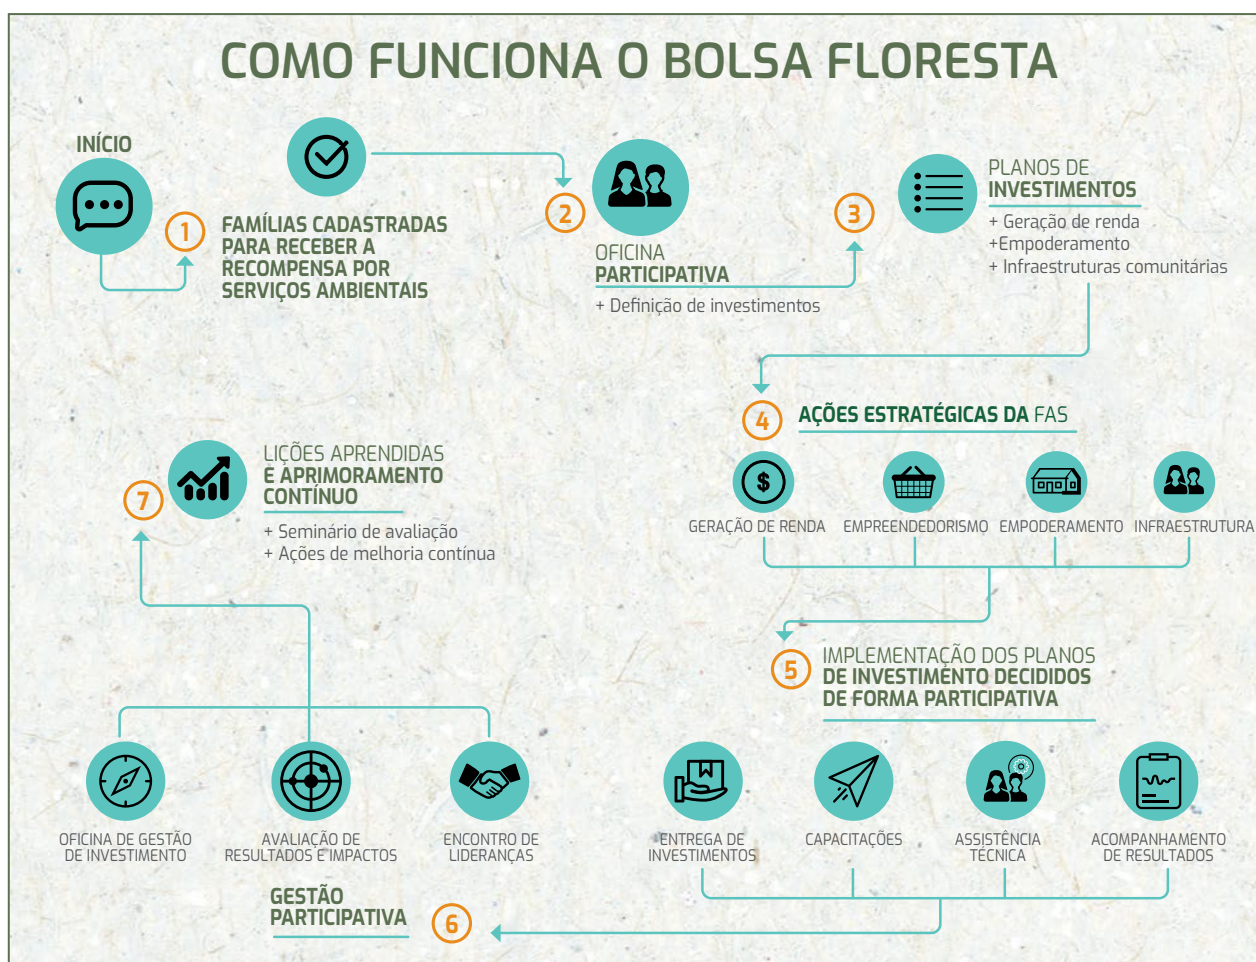 COMO FUNCIONA O BOLSA FLORESTA
INÍCIO
1
FAMÍLIAS CADASTRADAS
PARA RECEBER A
RECOMPENSA POR
SERVIÇOS AMBIENTAIS
2
OFICINA
PARTICIPATIVA
+ Definição de investimentos
3
PLANOS DE
INVESTIMENTOS
+ Geração de renda
+Empoderamento
+ Infraestruturas comunitárias
4
AÇÕES ESTRATÉGICAS DA FAS
$
GERAÇÃO DE RENDA
EMPREENDEDORISMO
EMPODERAMENTO
INFRAESTRUTURA
5
IMPLEMENTAÇÃO DOS PLANOS
DE INVESTIMENTO DECIDIDOS
DE FORMA PARTICIPATIVA
ENTREGA DE
INVESTIMENTOS
CAPACITAÇÕES
ASSISTÊNCIA
TÉCNICA
ACOMPANHAMENTO
DE RESULTADOS
6
GESTÃO
PARTICIPATIVA
OFICINA DE GESTÃO
DE INVESTIMENTO
AVALIAÇÃO DE
RESULTADOS E IMPACTOS
ENCONTRO DE
LIDERANÇAS
7
LIÇÕES APRENDIDAS
E APRIMORAMENTO
CONTÍNUO
+ Seminário de avaliação
+ Ações de melhoria contínua